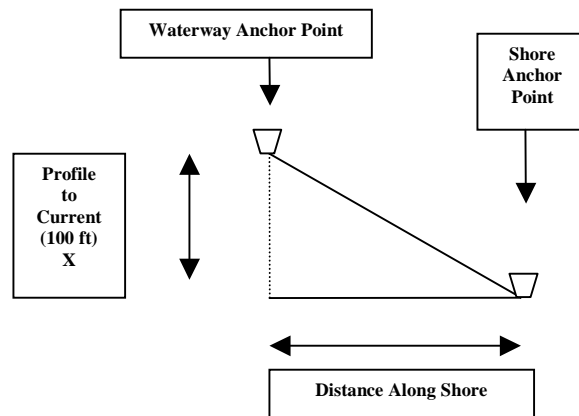 Waterway Anchor Point
Shore
Anchor
Point
Profile
to
Current
(100 ft)
X
Distance Along Shore